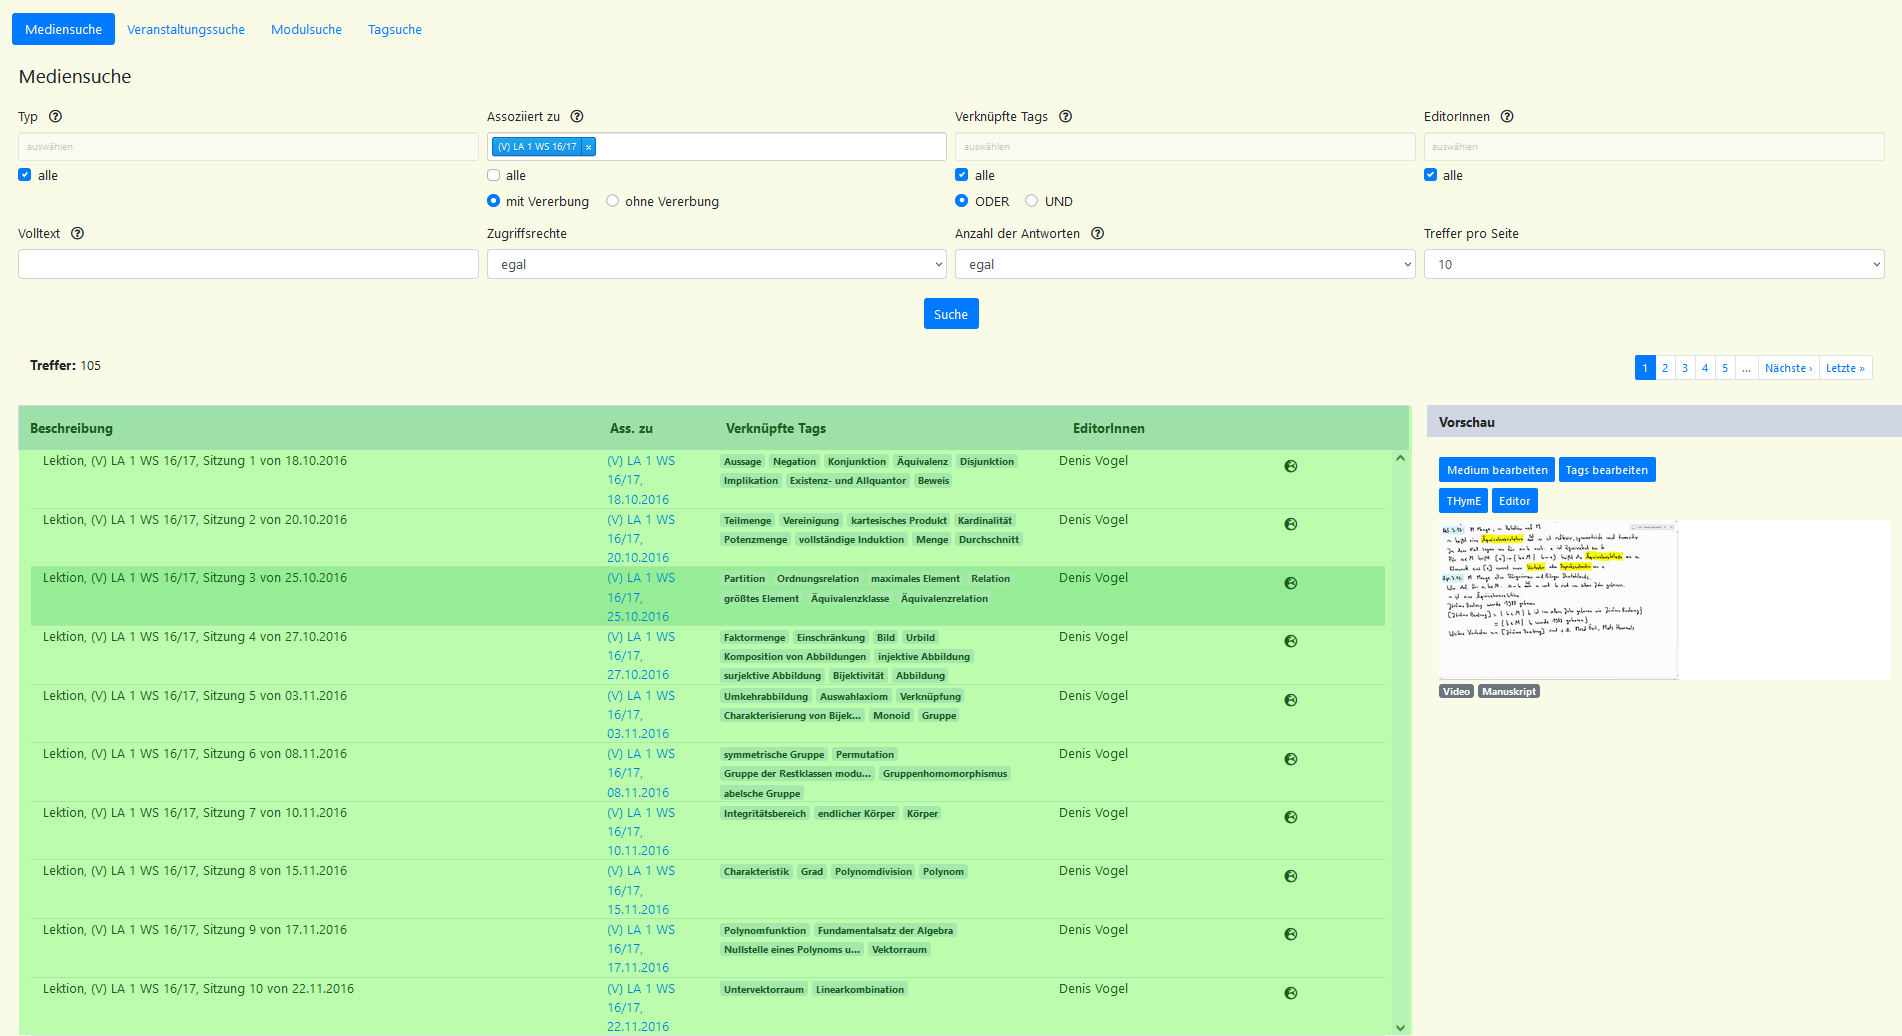 Mediensuche Veranstaltungssuche Modulsuche Tagsuche
Mediensuche
Typ Assoziiert zu Verknüpfte Tags EditorInnen
auswählen (V) LA 1 WS 16/17 × auswählen auswählen
alle alle alle alle
mit Vererbung ohne Vererbung ODER UND
Volltext Zugriffsrechte Anzahl der Antworten Treffer pro Seite
egal egal 10
Suche
Treffer: 105
1 2 3 4 5 ... Nächste › Letzte »
Beschreibung Ass. zu Verknüpfte Tags EditorInnen
Lektion, (V) LA 1 WS 16/17, Sitzung 1 von 18.10.2016 (V) LA 1 WS Aussage Negation Konjunktion Äquivalenz Disjunktion Denis Vogel
16/17, Implikation Existenz- und Allquantor Beweis
18.10.2016
Lektion, (V) LA 1 WS 16/17, Sitzung 2 von 20.10.2016 (V) LA 1 WS Teilmenge Vereinigung kartesisches Produkt Kardinalität Denis Vogel
16/17, Potenzmenge vollständige Induktion Menge Durchschnitt
20.10.2016
Lektion, (V) LA 1 WS 16/17, Sitzung 3 von 25.10.2016 (V) LA 1 WS Partition Ordnungsrelation maximales Element Relation Denis Vogel
16/17, größtes Element Äquivalenzklasse Äquivalenzrelation
25.10.2016
Lektion, (V) LA 1 WS 16/17, Sitzung 4 von 27.10.2016 (V) LA 1 WS Faktormenge Einschränkung Bild Urbild Denis Vogel
16/17, Komposition von Abbildungen injektive Abbildung
27.10.2016 surjektive Abbildung Bijektivität Abbildung
Lektion, (V) LA 1 WS 16/17, Sitzung 5 von 03.11.2016 (V) LA 1 WS Umkehrabbildung Auswahlaxiom Verknüpfung Denis Vogel
16/17, Charakterisierung von Bijek... Monoid Gruppe
03.11.2016
Lektion, (V) LA 1 WS 16/17, Sitzung 6 von 08.11.2016 (V) LA 1 WS symmetrische Gruppe Permutation Denis Vogel
16/17, Gruppe der Restklassen modu... Gruppenhomomorphismus
08.11.2016 abelsche Gruppe
Lektion, (V) LA 1 WS 16/17, Sitzung 7 von 10.11.2016 (V) LA 1 WS Integritätsbereich endlicher Körper Körper Denis Vogel
16/17,
10.11.2016
Lektion, (V) LA 1 WS 16/17, Sitzung 8 von 15.11.2016 (V) LA 1 WS Charakteristik Grad Polynomdivision Polynom Denis Vogel
16/17,
15.11.2016
Lektion, (V) LA 1 WS 16/17, Sitzung 9 von 17.11.2016 (V) LA 1 WS Polynomfunktion Fundamentalsatz der Algebra Denis Vogel
16/17, Nullstelle eines Polynoms u... Vektorraum
17.11.2016
Lektion, (V) LA 1 WS 16/17, Sitzung 10 von 22.11.2016 (V) LA 1 WS Untervektorraum Linearkombination Denis Vogel
16/17,
22.11.2016
Vorschau
Medium bearbeiten Tags bearbeiten
THymE Editor
Video Manuskript